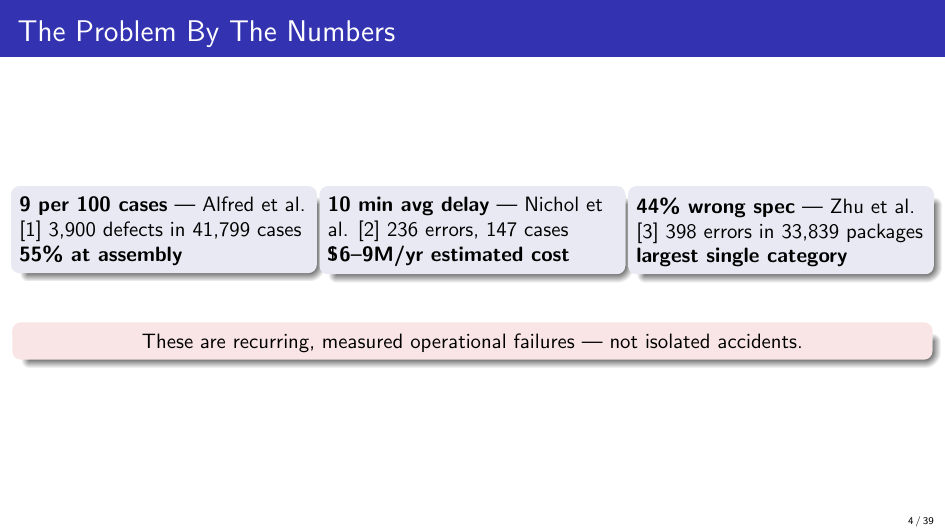 The Problem By The Numbers
9 per 100 cases — Alfred et al.
[1] 3,900 defects in 41,799 cases
55% at assembly
10 min avg delay — Nichol et
al. [2] 236 errors, 147 cases
$6–9M/yr estimated cost
44% wrong spec — Zhu et al.
[3] 398 errors in 33,839 packages
largest single category
These are recurring, measured operational failures — not isolated accidents.
4 / 39